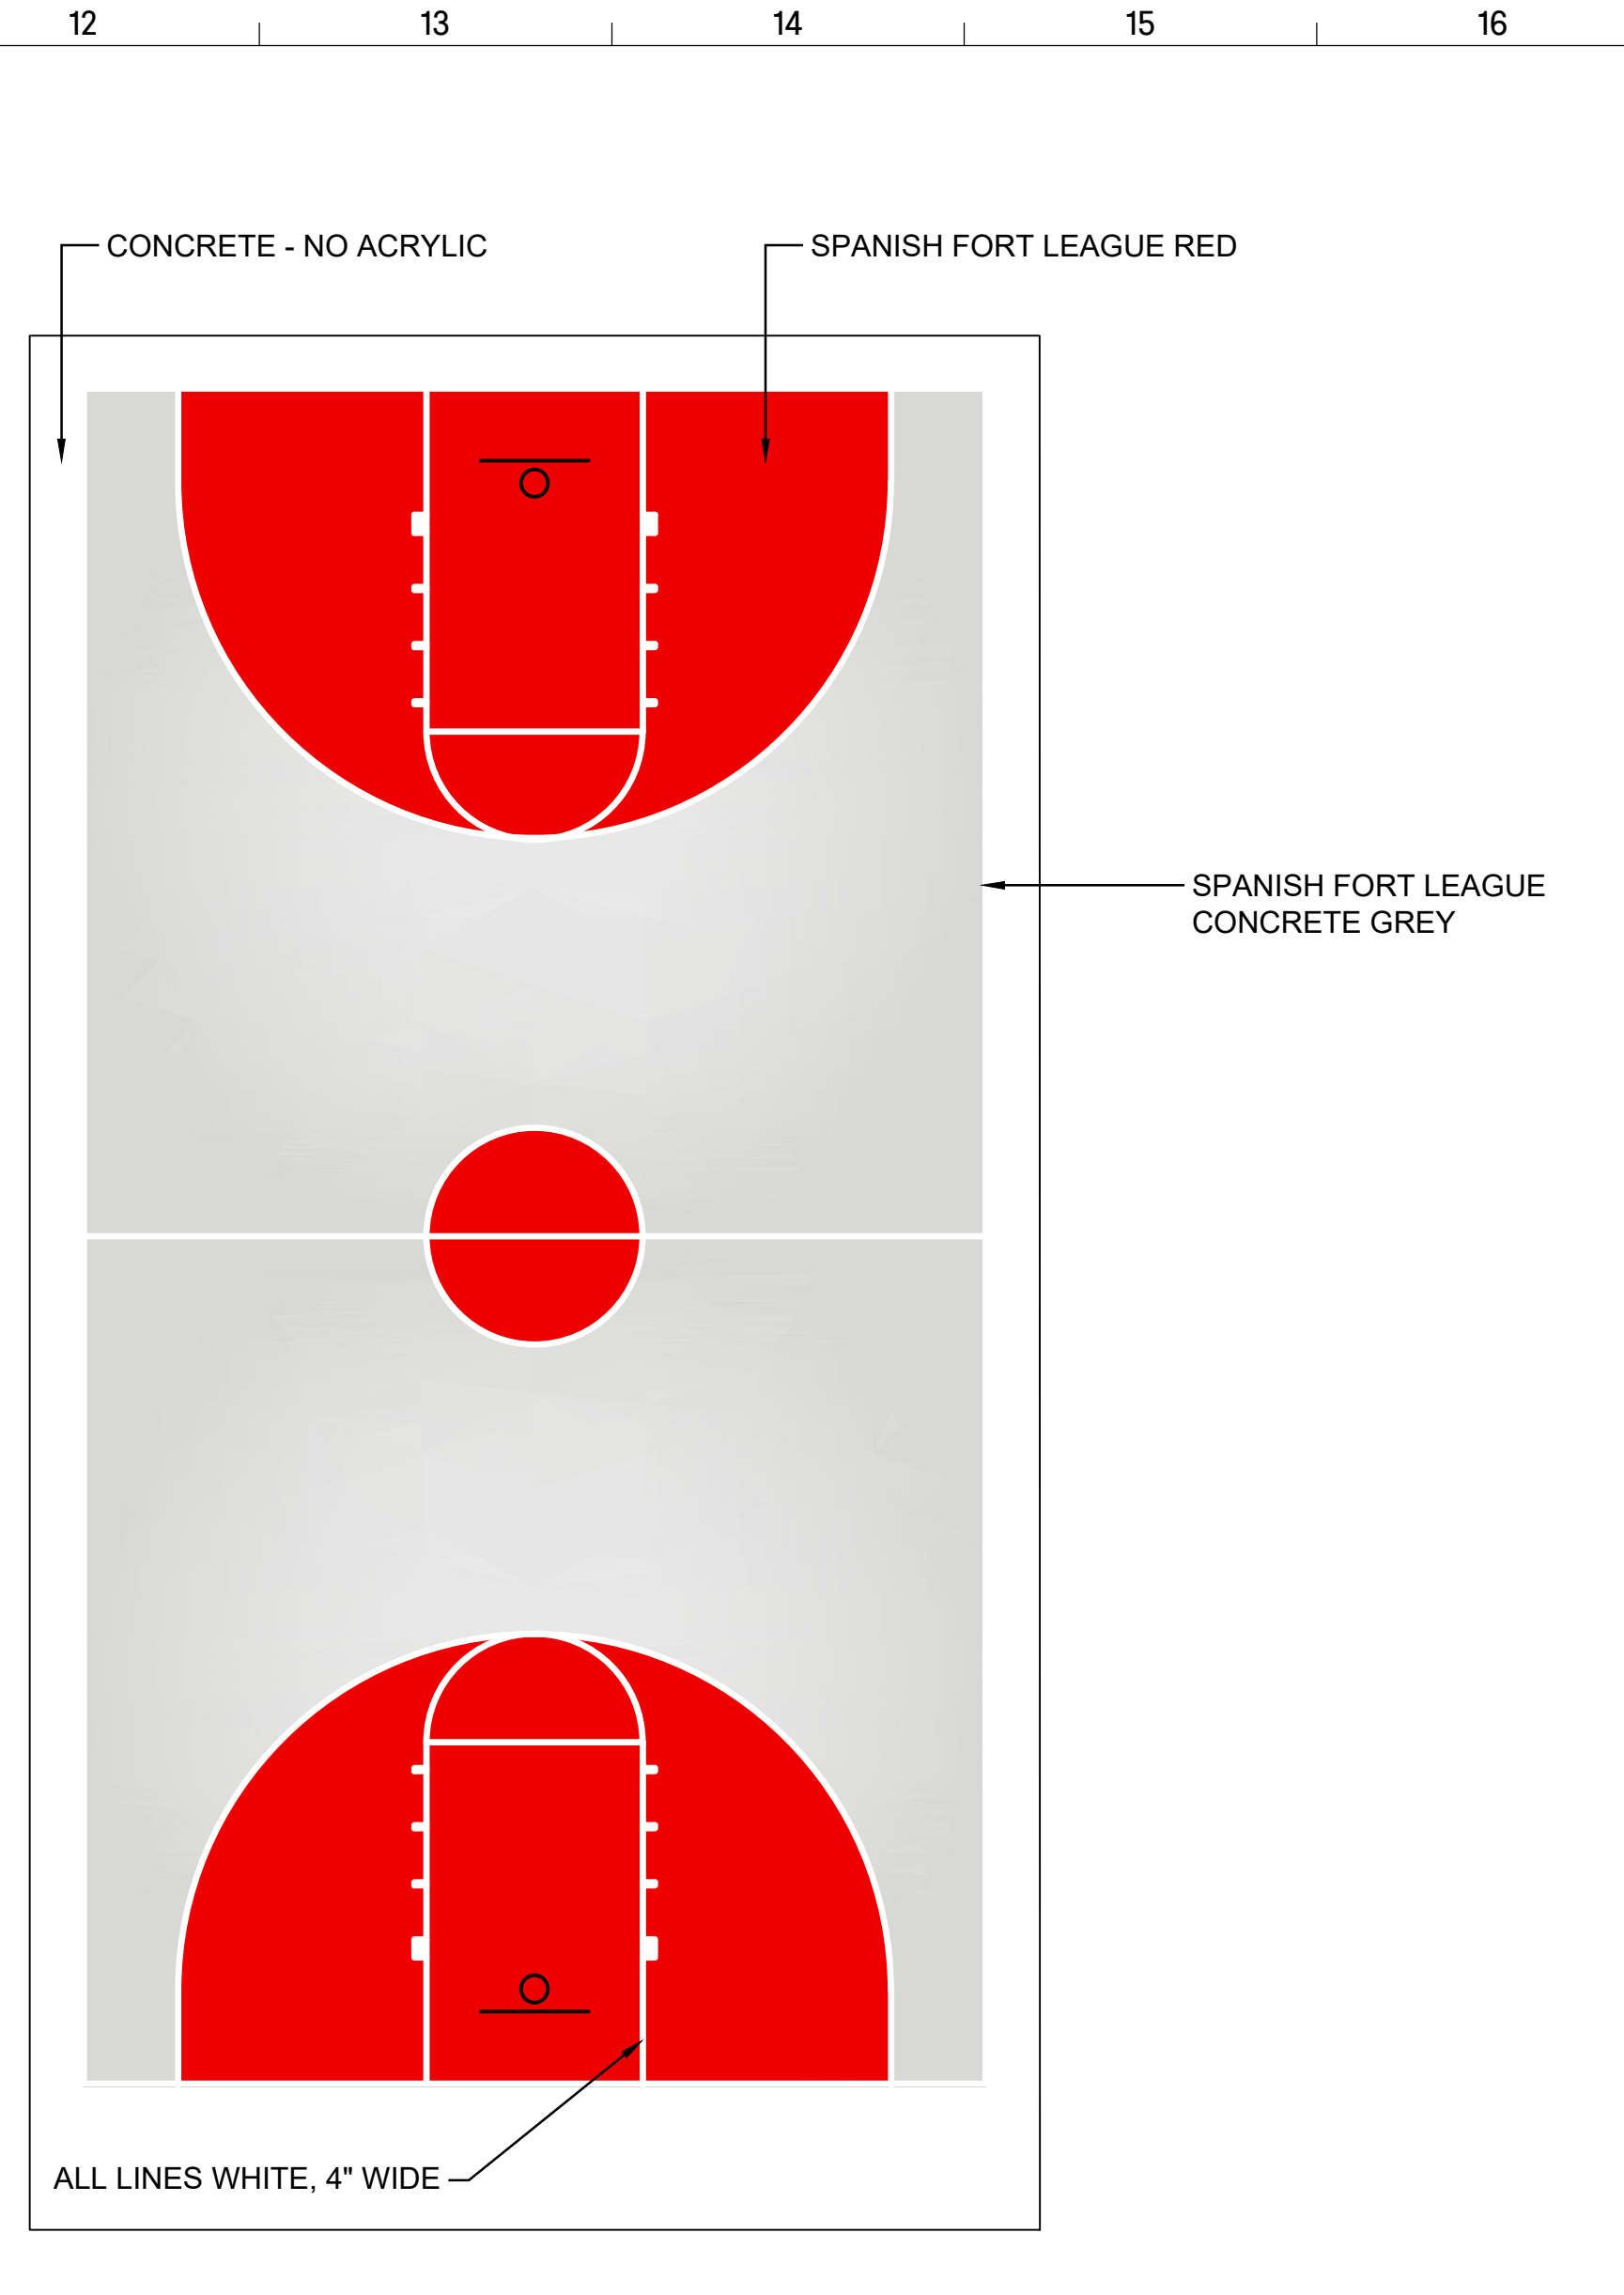 12 13 14 15 16
CONCRETE - NO ACRYLIC
SPANISH FORT LEAGUE RED
SPANISH FORT LEAGUE
CONCRETE GREY
ALL LINES WHITE, 4" WIDE